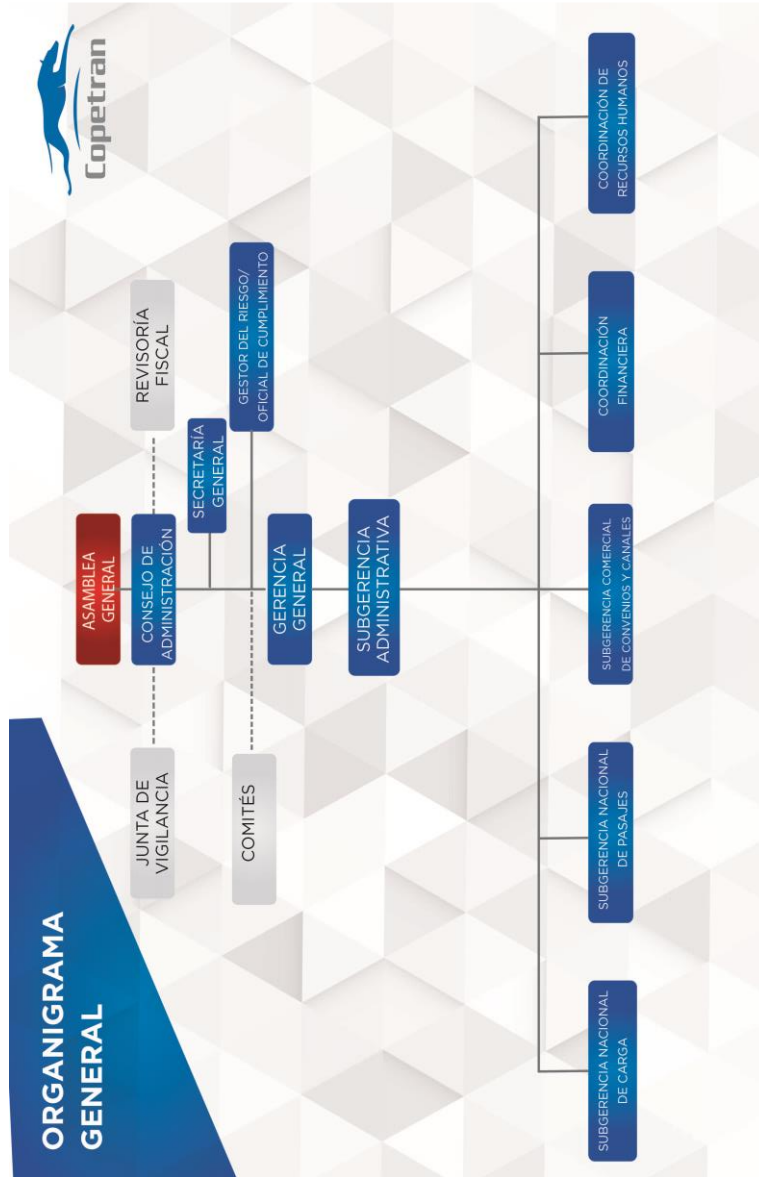 ORGANIGRAMA
GENERAL
Copetran
ASAMBLEA
GENERAL
JUNTA DE
VIGILANCIA
CONSEJO DE
ADMINISTRACIÓN
REVISORÍA
FISCAL
SECRETARÍA
GENERAL
COMITÉS
GESTOR DEL RIESGO/
OFICIAL DE CUMPLIMIENTO
GERENCIA
GENERAL
SUBGERENCIA
ADMINISTRATIVA
SUBGERENCIA NACIONAL
DE CARGA
SUBGERENCIA NACIONAL
DE PASAJES
SUBGERENCIA COMERCIAL
DE CONVENIOS Y CANALES
COORDINACIÓN
FINANCIERA
COORDINACIÓN DE
RECURSOS HUMANOS